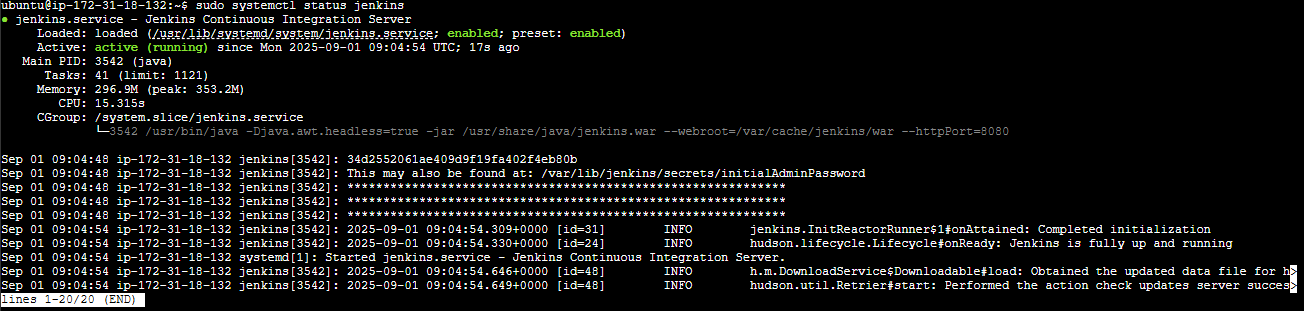 ubuntu@ip-172-31-18-132:~$ sudo systemctl status jenkins
● jenkins.service - Jenkins Continuous Integration Server
     Loaded: loaded (/usr/lib/systemd/system/jenkins.service; enabled; preset: enabled)
     Active: active (running) since Mon 2025-09-01 09:04:54 UTC; 17s ago
   Main PID: 3542 (java)
      Tasks: 41 (limit: 1121)
     Memory: 296.9M (peak: 353.2M)
        CPU: 15.315s
     CGroup: /system.slice/jenkins.service
             └─3542 /usr/bin/java -Djava.awt.headless=true -jar /usr/share/java/jenkins.war --webroot=/var/cache/jenkins/war --httpPort=8080
Sep 01 09:04:48 ip-172-31-18-132 jenkins[3542]: 34d2552061ae409d9f19fa402f4eb80b
Sep 01 09:04:48 ip-172-31-18-132 jenkins[3542]: This may also be found at: /var/lib/jenkins/secrets/initialAdminPassword
Sep 01 09:04:48 ip-172-31-18-132 jenkins[3542]: *************************************************************
Sep 01 09:04:48 ip-172-31-18-132 jenkins[3542]: *************************************************************
Sep 01 09:04:48 ip-172-31-18-132 jenkins[3542]: *************************************************************
Sep 01 09:04:54 ip-172-31-18-132 jenkins[3542]: 2025-09-01 09:04:54.309+0000 [id=31]        INFO        jenkins.InitReactorRunner$1#onAttained: Completed initialization
Sep 01 09:04:54 ip-172-31-18-132 jenkins[3542]: 2025-09-01 09:04:54.330+0000 [id=24]        INFO        hudson.lifecycle.Lifecycle#onReady: Jenkins is fully up and running
Sep 01 09:04:54 ip-172-31-18-132 systemd[1]: Started jenkins.service - Jenkins Continuous Integration Server.
Sep 01 09:04:54 ip-172-31-18-132 jenkins[3542]: 2025-09-01 09:04:54.646+0000 [id=48]        INFO        h.m.DownloadService$Downloadable#load: Obtained the updated data file for h>
Sep 01 09:04:54 ip-172-31-18-132 jenkins[3542]: 2025-09-01 09:04:54.649+0000 [id=48]        INFO        hudson.util.Retrier#start: Performed the action check updates server succes>
lines 1-20/20 (END)